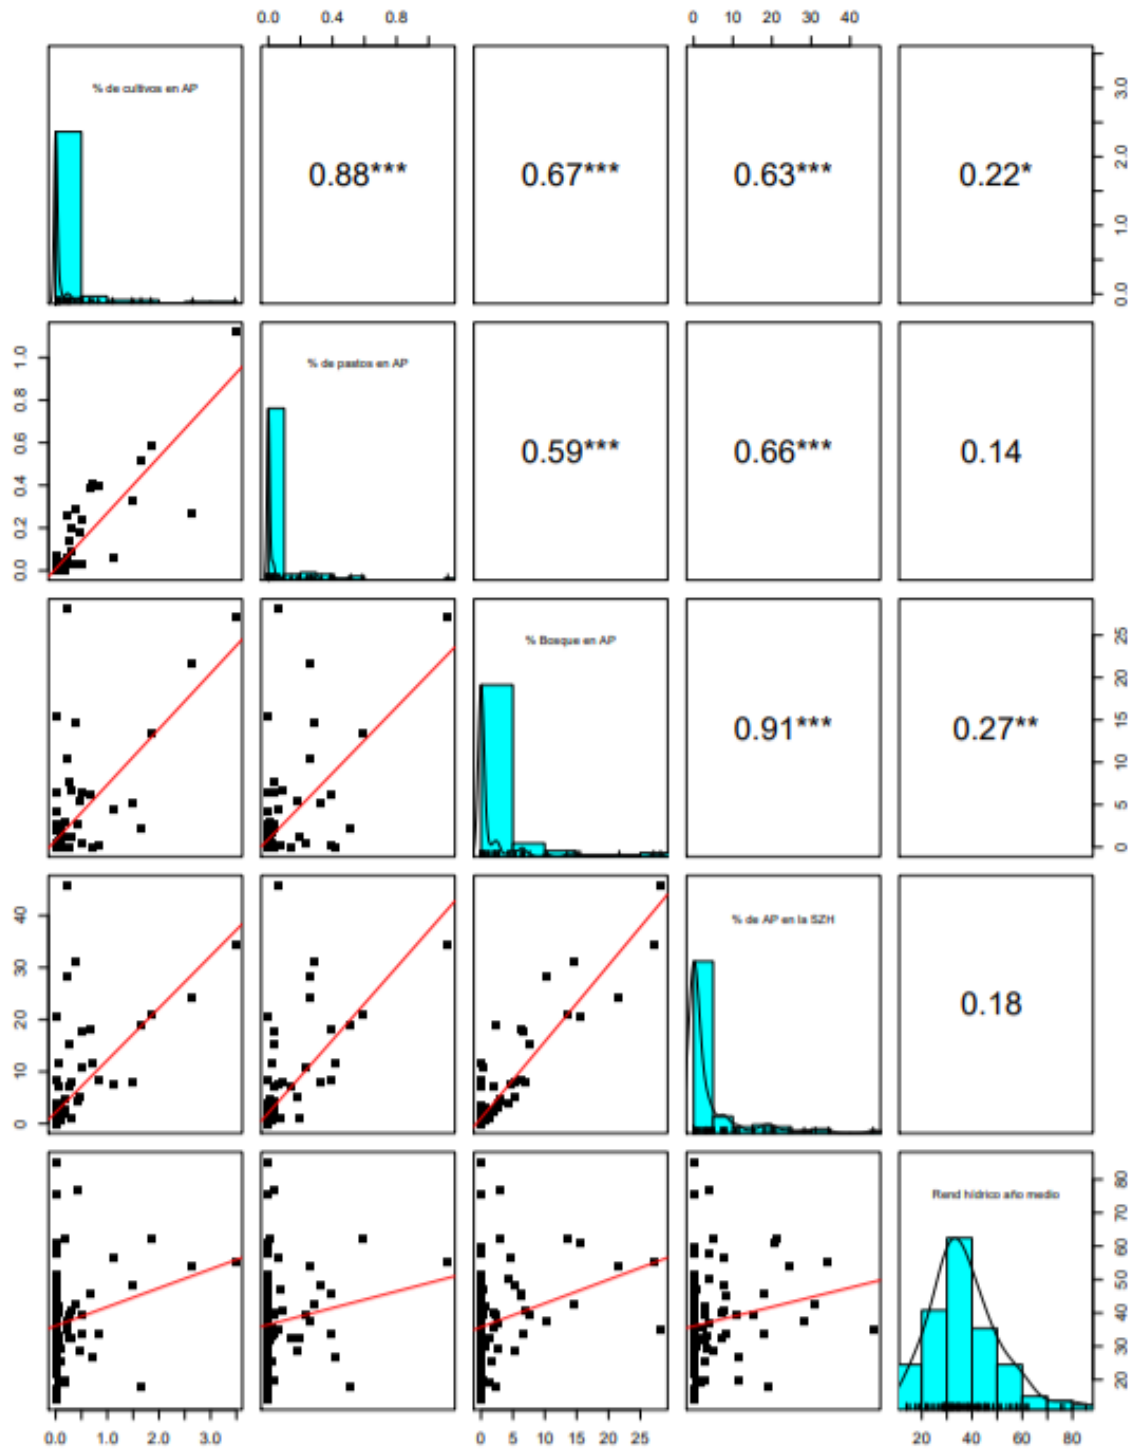 0.0 0.4 0.8
0 10 20 30 40
% de cultivos en AP
0.88***
0.67***
0.63***
0.22*
0.0 1.0 2.0 3.0
0.0 0.2 0.4 0.6 0.8 1.0
% de pastos en AP
0.59***
0.66***
0.14
% Bosque en AP
0.91***
0.27**
0 5 10 15 20 25
0 10 20 30 40
% de AP en la SZH
0.18
Rend hídrico año medio
20 30 40 50 60 70 80
0.0 1.0 2.0 3.0
0 5 10 15 25
20 40 60 80